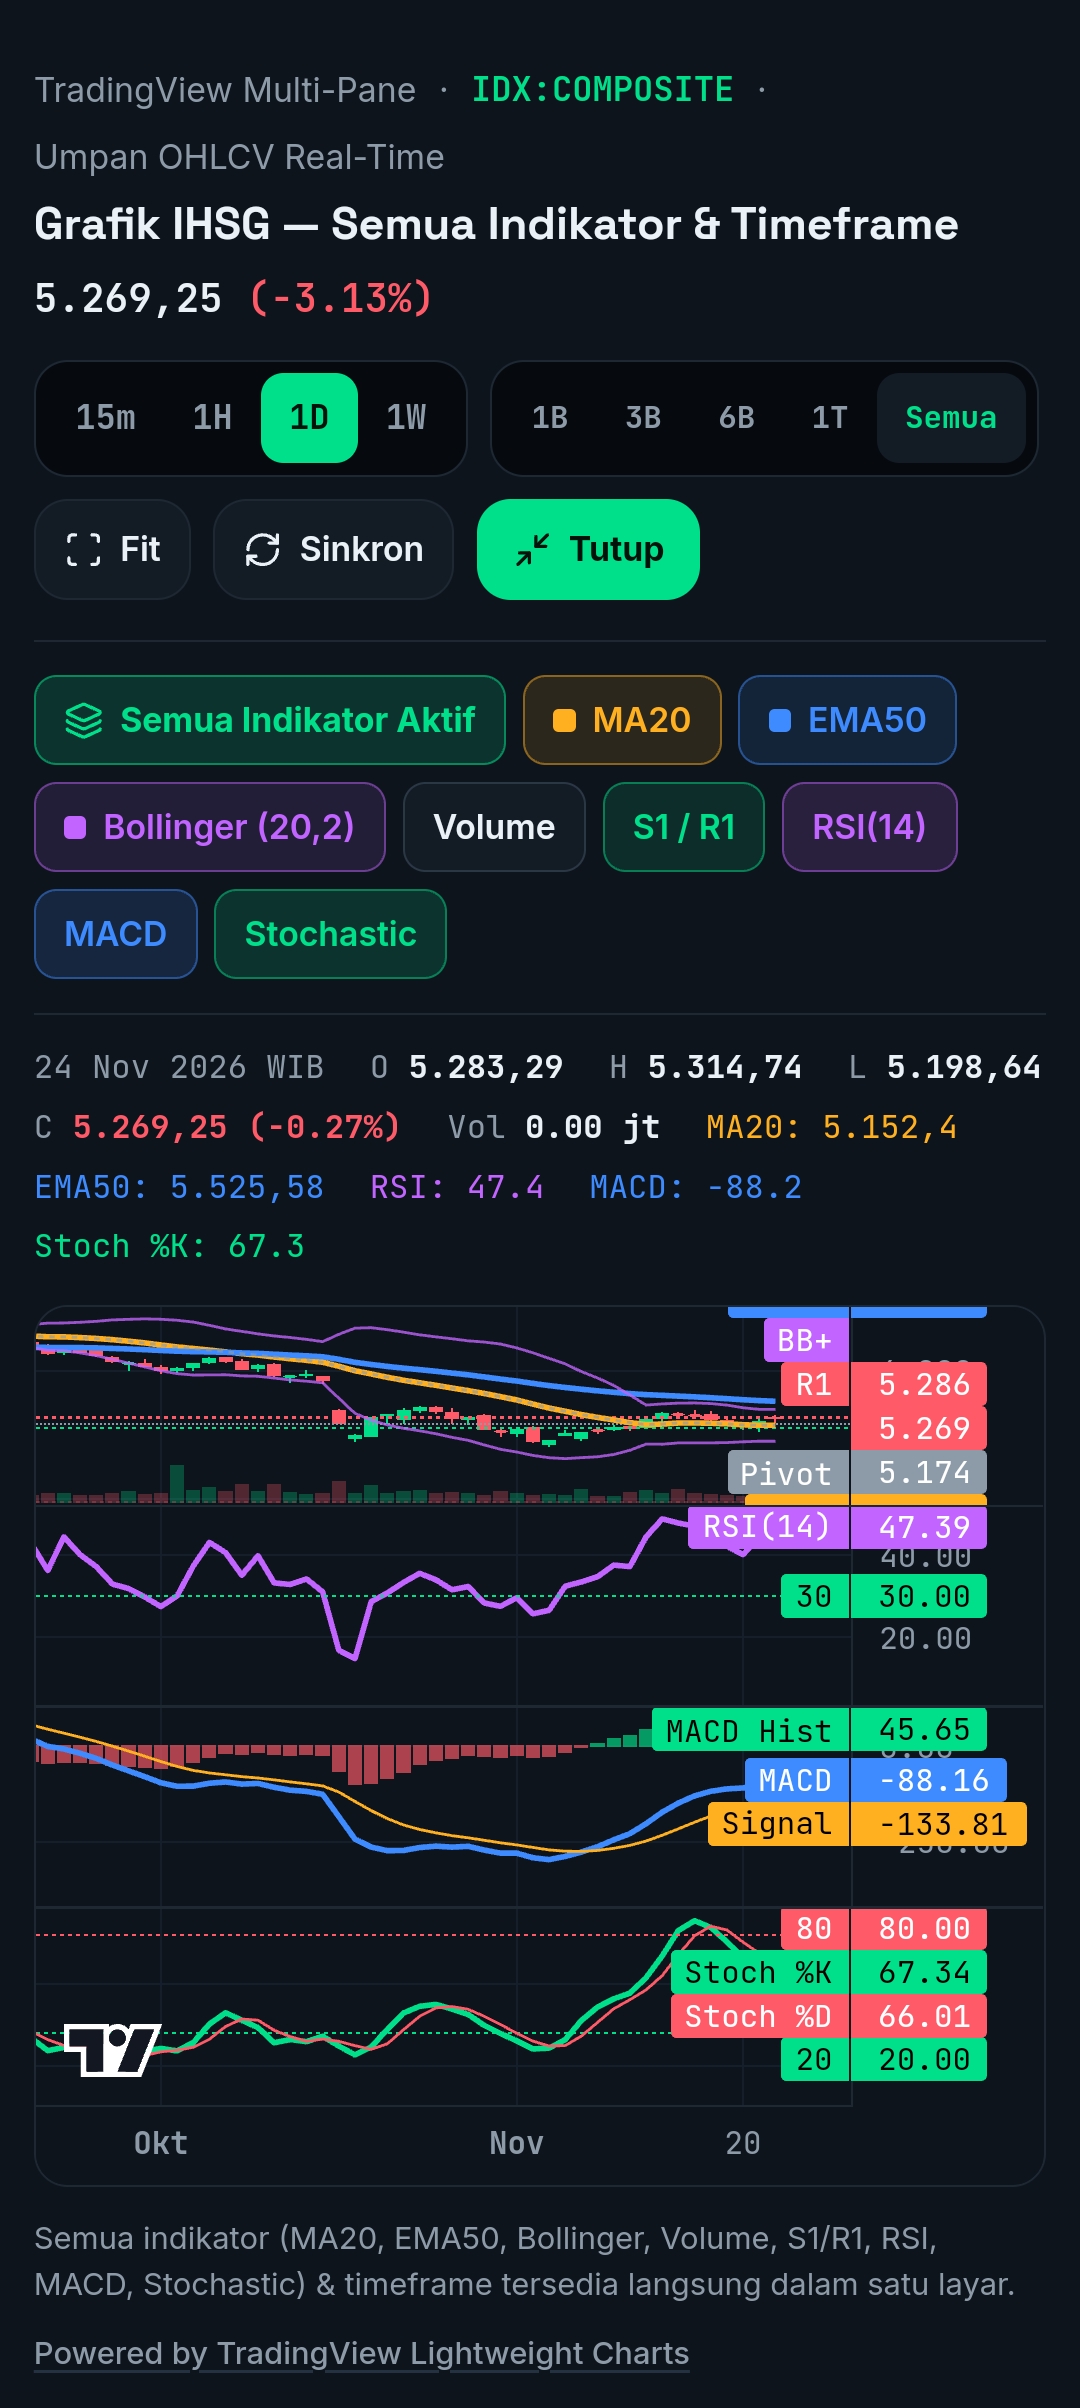 TradingView Multi-Pane · IDX:COMPOSITE ·
Umpan OHLCV Real-Time
Grafik IHSG — Semua Indikator & Timeframe
5.269,25 (-3.13%)
15m 1H 1D 1W 1B 3B 6B 1T Semua
Fit Sinkron Tutup
Semua Indikator Aktif MA20 EMA50
Bollinger (20,2) Volume S1 / R1 RSI(14)
MACD Stochastic
24 Nov 2026 WIB O 5.283,29 H 5.314,74 L 5.198,64
C 5.269,25 (-0.27%) Vol 0.00 jt MA20: 5.152,4
EMA50: 5.525,58 RSI: 47.4 MACD: -88.2
Stoch %K: 67.3
BB+
R1 5.286
5.269
Pivot 5.174
RSI(14) 47.39
40.00
30 30.00
20.00
MACD Hist 45.65
MACD -88.16
Signal -133.81
80 80.00
Stoch %K 67.34
Stoch %D 66.01
20 20.00
Okt Nov 20
Semua indikator (MA20, EMA50, Bollinger, Volume, S1/R1, RSI,
MACD, Stochastic) & timeframe tersedia langsung dalam satu layar.
Powered by TradingView Lightweight Charts